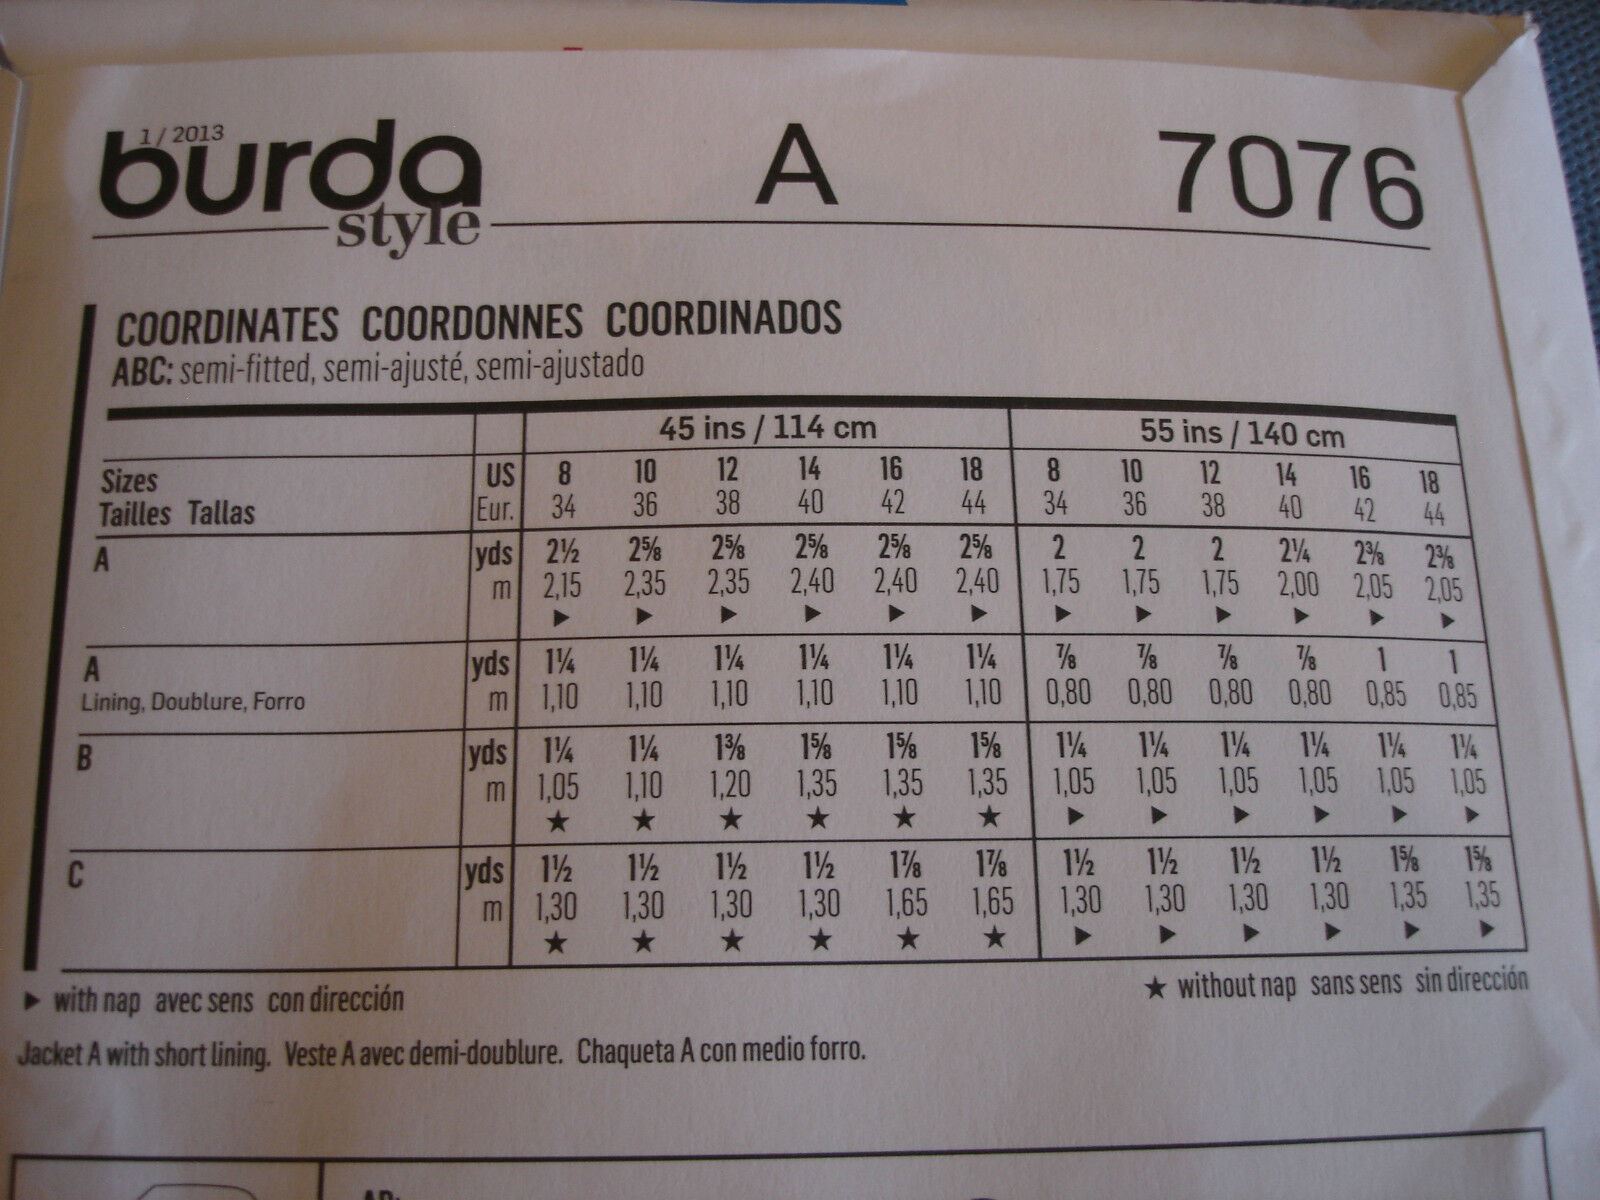 1/2013
burda A 7076
style
COORDINATES COORDONNES COORDINADOS
ABC: semi-fitted, semi-ajusté, semi-ajustado
45 ins / 114 cm 55 ins / 140 cm
Sizes US 8 10 12 14 16 18 8 10 12 14 16 18
Tailles Tallas Eur. 34 36 38 40 42 44 34 36 38 40 42 44
A yds 2½ 2⅝ 2⅝ 2⅝ 2⅝ 2⅝ 2 2 2 2¼ 2⅜ 2⅜
m 2,15 2,35 2,35 2,40 2,40 2,40 1,75 1,75 1,75 2,00 2,05 2,05
► ► ► ► ► ► ► ► ► ► ► ►
A yds 1¼ 1¼ 1¼ 1¼ 1¼ 1¼ ⅞ ⅞ ⅞ ⅞ 1 1
Lining, Doublure, Forro m 1,10 1,10 1,10 1,10 1,10 1,10 0,80 0,80 0,80 0,80 0,85 0,85
B yds 1¼ 1¼ 1⅜ 1⅝ 1⅝ 1⅝ 1¼ 1¼ 1¼ 1¼ 1¼ 1¼
m 1,05 1,10 1,20 1,35 1,35 1,35 1,05 1,05 1,05 1,05 1,05 1,05
★ ★ ★ ★ ★ ★ ► ► ► ► ► ►
C yds 1½ 1½ 1½ 1½ 1⅞ 1⅞ 1½ 1½ 1½ 1½ 1⅝ 1⅝
m 1,30 1,30 1,30 1,30 1,65 1,65 1,30 1,30 1,30 1,30 1,35 1,35
★ ★ ★ ★ ★ ★ ► ► ► ► ► ►
► with nap avec sens con dirección ★ without nap sans sens sin dirección
Jacket A with short lining. Veste A avec demi-doublure. Chaqueta A con medio forro.